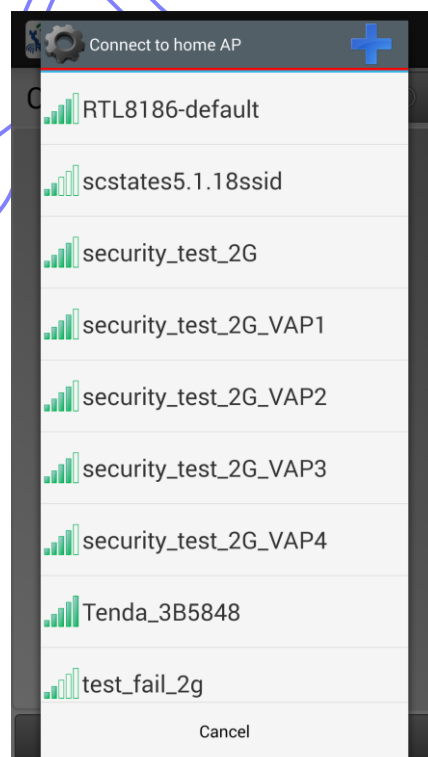 Connect to home AP
RTL8186-default
scstates5.1.18ssid
security_test_2G
security_test_2G_VAP1
security_test_2G_VAP2
security_test_2G_VAP3
security_test_2G_VAP4
Tenda_3B5848
test_fail_2g
Cancel